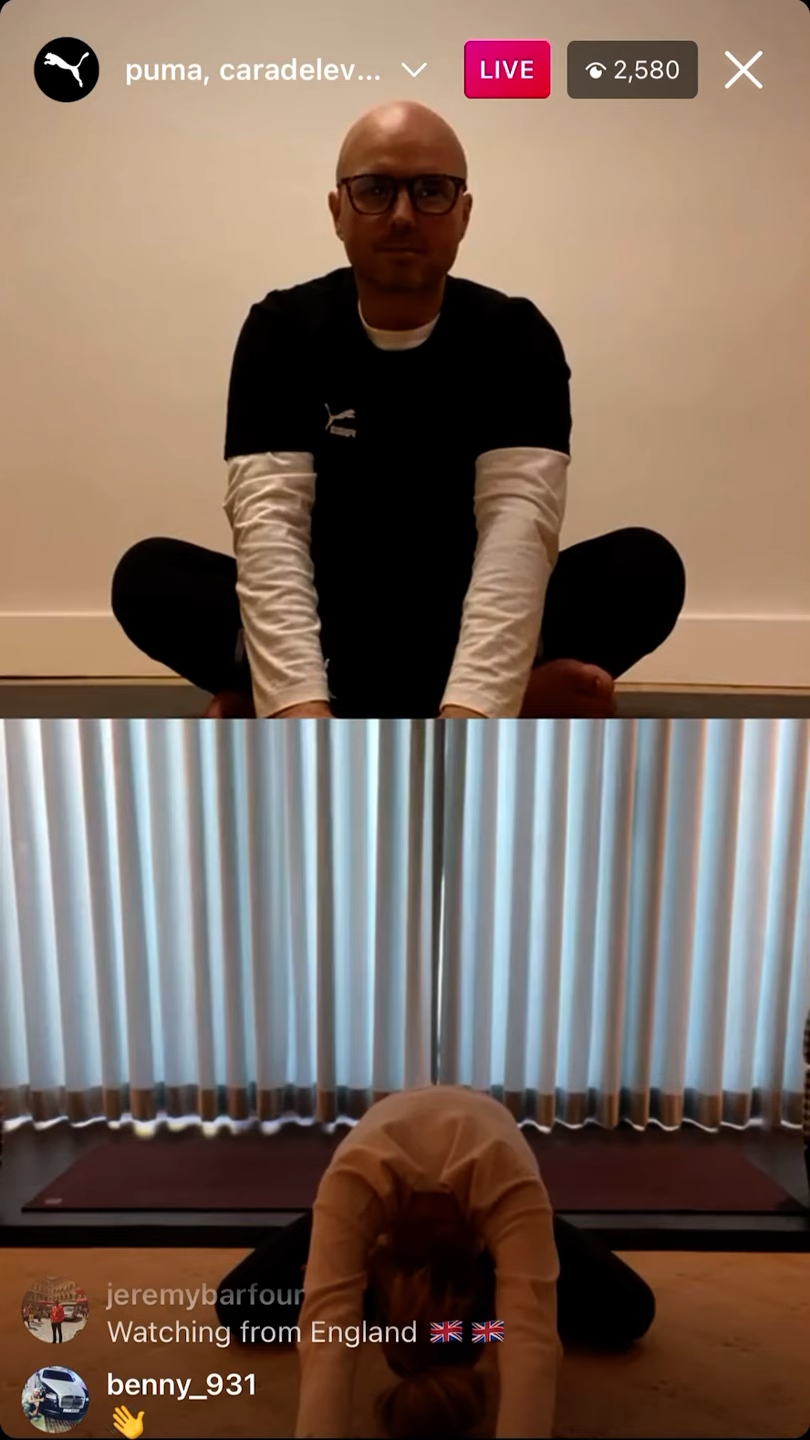 puma, caradelev...
LIVE
2,580
jeremybarfour
Watching from England 🇬🇧 🇬🇧
benny_931
👋